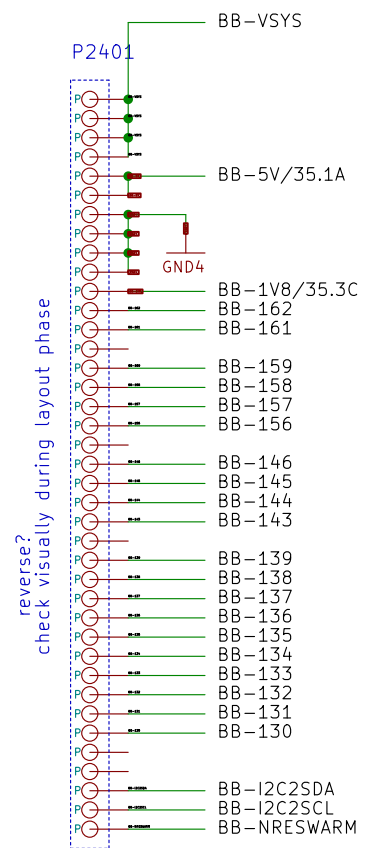 BB-VSYS
P2401
P
P
P
P
P
BB-5V/35.1A
P
P
P
P
P
GND4
P
BB-1V8/35.3C
P
BB-162
P
BB-161
P
P
BB-159
P
BB-158
P
BB-157
P
BB-156
P
P
BB-146
P
BB-145
P
BB-144
P
BB-143
P
P
BB-139
P
BB-138
P
BB-137
P
BB-136
P
BB-135
P
BB-134
P
BB-133
P
BB-132
P
BB-131
P
BB-130
P
P
P
BB-I2C2SDA
P
BB-I2C2SCL
P
BB-NRESWARM
reverse?
check visually during layout phase